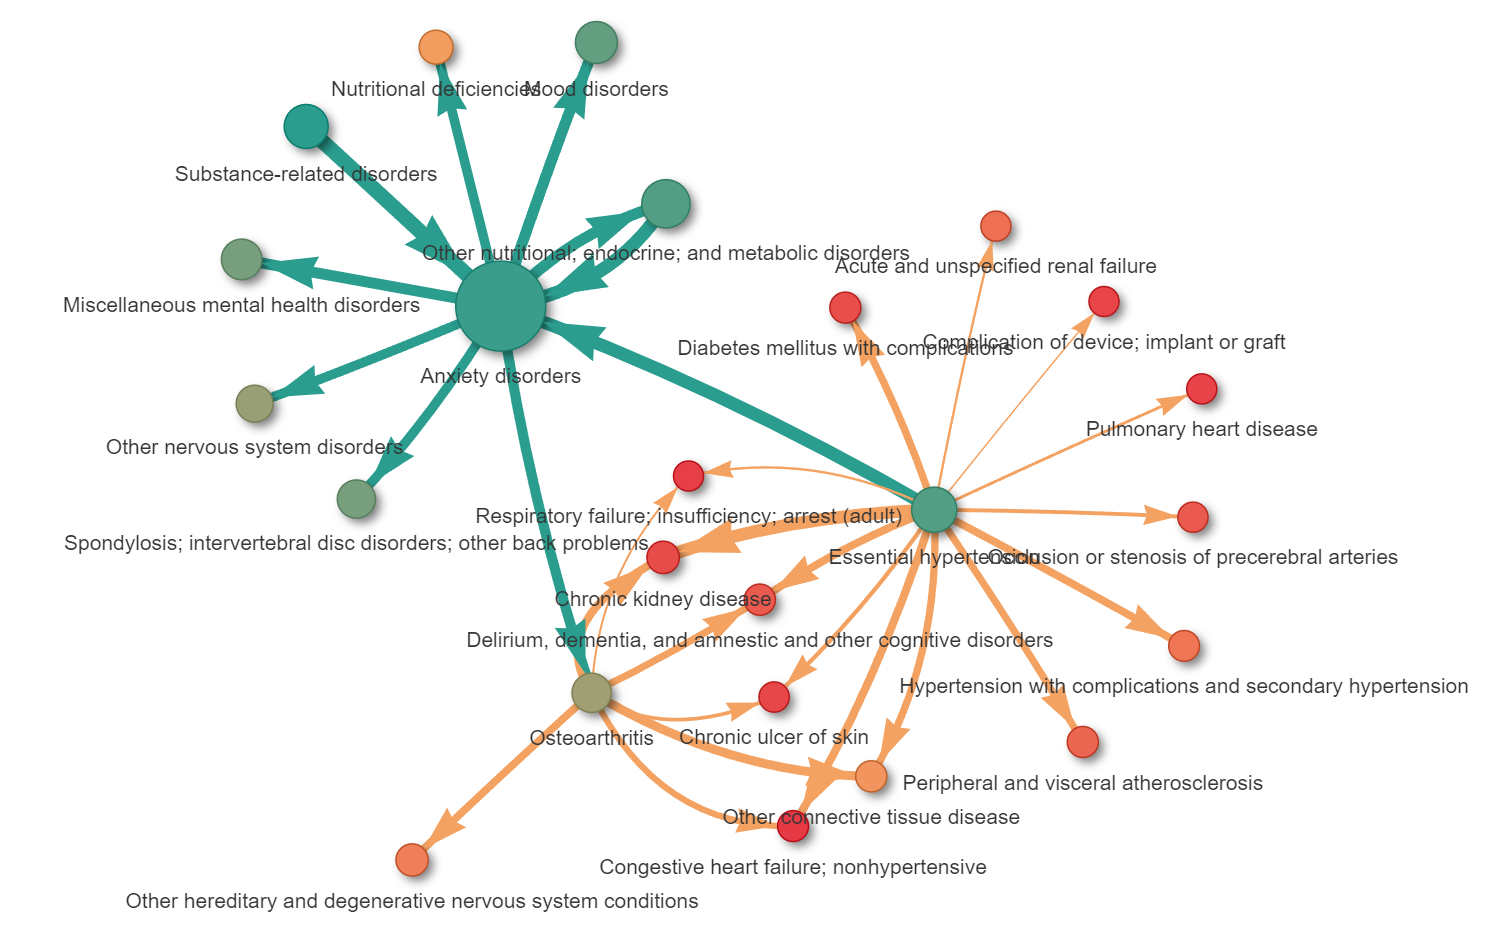 Nutritional deficiencies
Mood disorders
Substance-related disorders
Other nutritional; endocrine; and metabolic disorders
Acute and unspecified renal failure
Miscellaneous mental health disorders
Complication of device; implant or graft
Diabetes mellitus with complications
Anxiety disorders
Pulmonary heart disease
Other nervous system disorders
Respiratory failure; insufficiency; arrest (adult)
Spondylosis; intervertebral disc disorders; other back problems
Essential hypertension
Occlusion or stenosis of precerebral arteries
Chronic kidney disease
Delirium, dementia, and amnestic and other cognitive disorders
Hypertension with complications and secondary hypertension
Osteoarthritis
Chronic ulcer of skin
Peripheral and visceral atherosclerosis
Other connective tissue disease
Congestive heart failure; nonhypertensive
Other hereditary and degenerative nervous system conditions